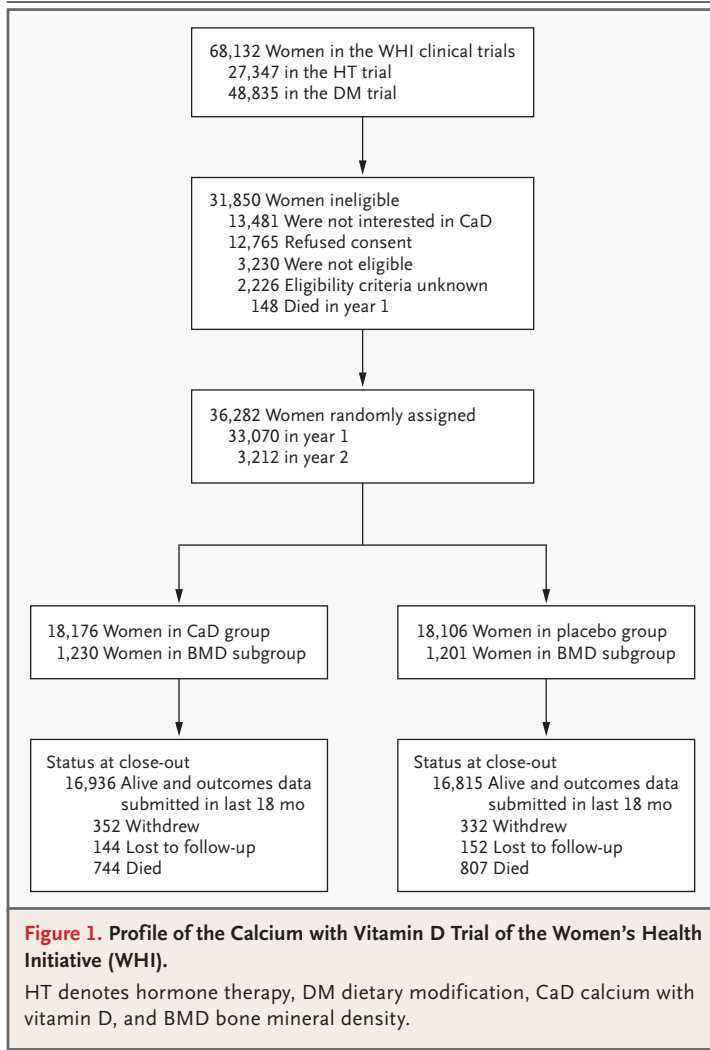 68,132 Women in the WHI clinical trials
27,347 in the HT trial
48,835 in the DM trial
31,850 Women ineligible
13,481 Were not interested in CaD
12,765 Refused consent
3,230 Were not eligible
2,226 Eligibility criteria unknown
148 Died in year 1
36,282 Women randomly assigned
33,070 in year 1
3,212 in year 2
18,176 Women in CaD group
1,230 Women in BMD subgroup
18,106 Women in placebo group
1,201 Women in BMD subgroup
Status at close-out
16,936 Alive and outcomes data
submitted in last 18 mo
352 Withdrew
144 Lost to follow-up
744 Died
Status at close-out
16,815 Alive and outcomes data
submitted in last 18 mo
332 Withdrew
152 Lost to follow-up
807 Died
Figure 1. Profile of the Calcium with Vitamin D Trial of the Women's Health
Initiative (WHI).
HT denotes hormone therapy, DM dietary modification, CaD calcium with
vitamin D, and BMD bone mineral density.